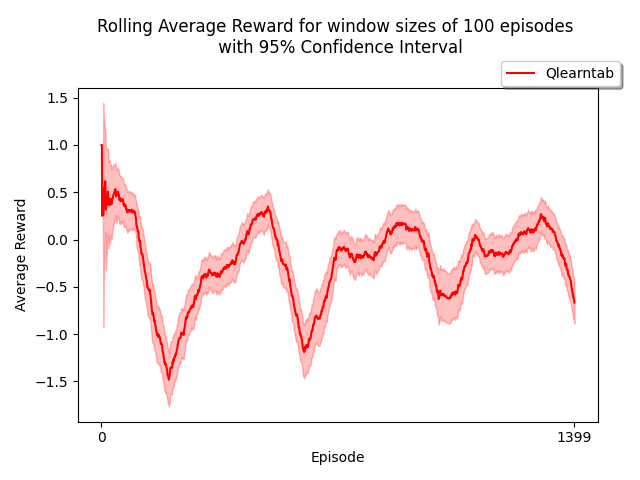 Rolling Average Reward for window sizes of 100 episodes
with 95% Confidence Interval
Qlearntab
1.5
1.0
0.5
0.0
−0.5
−1.0
−1.5
Average Reward
0
1399
Episode